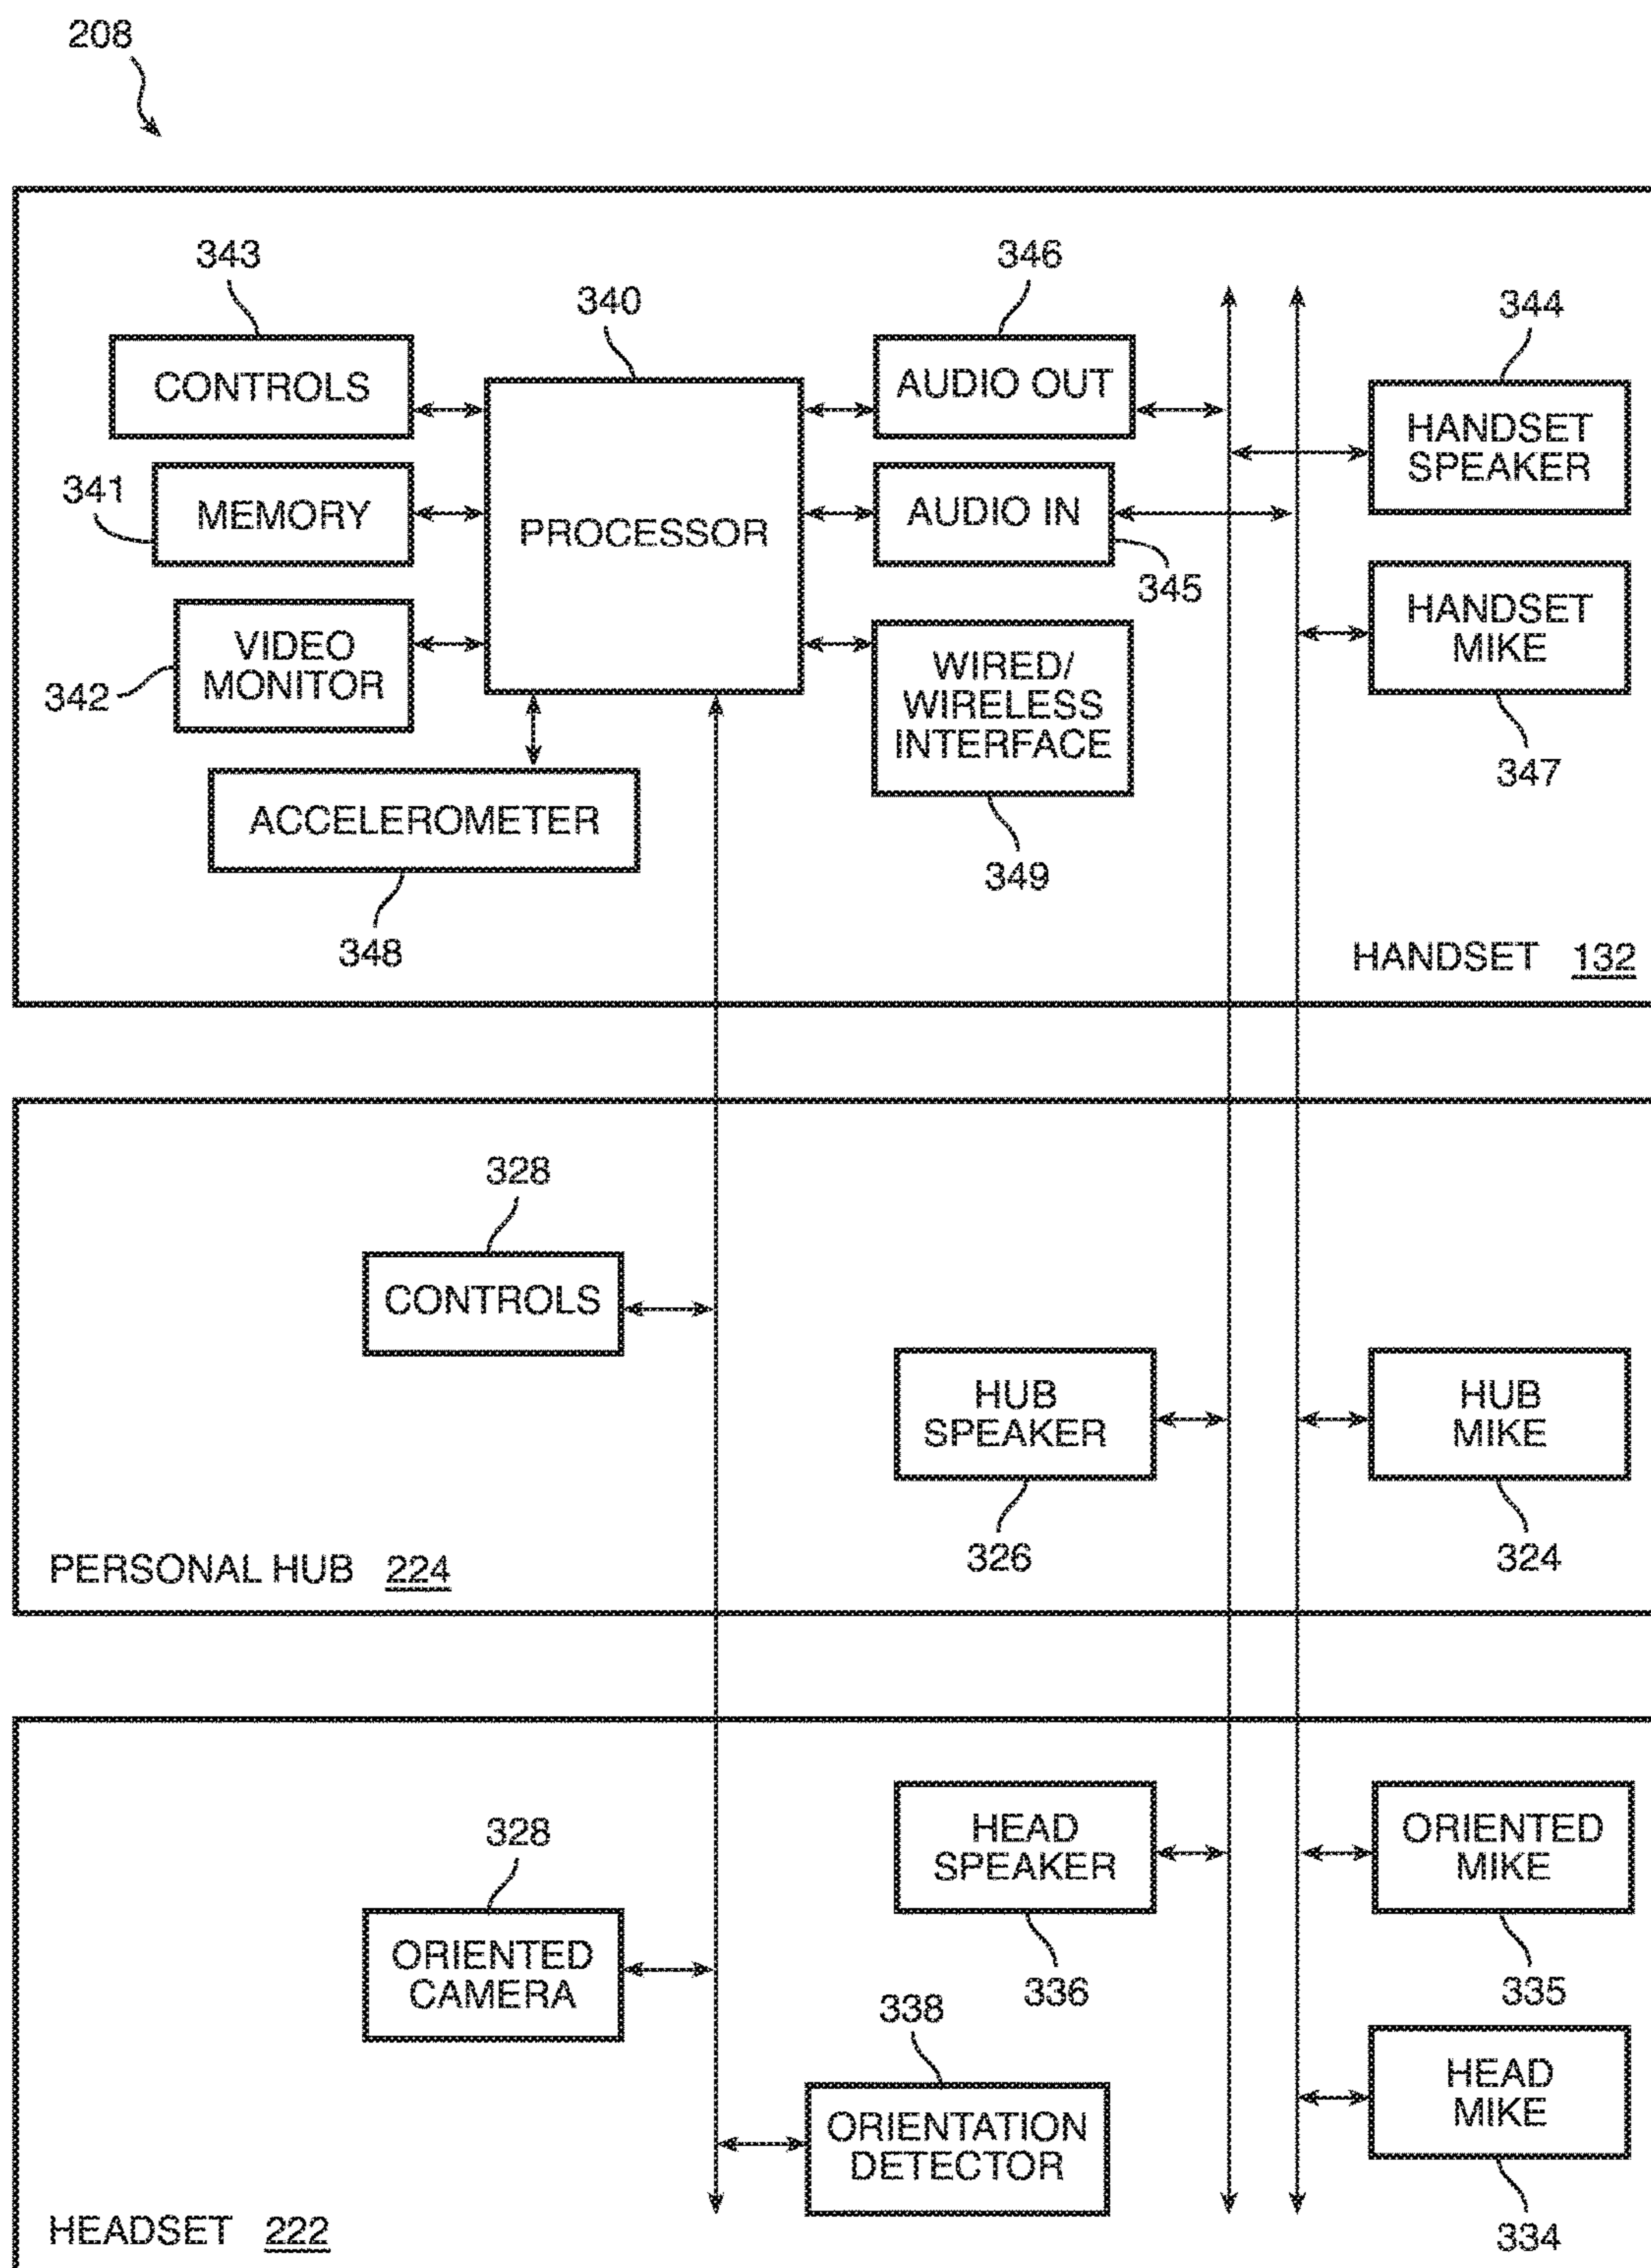 208
343
340
346
344
CONTROLS
AUDIO OUT
HANDSET
SPEAKER
341
MEMORY
PROCESSOR
AUDIO IN
345
342
VIDEO
MONITOR
WIRED/
WIRELESS
INTERFACE
HANDSET
MIKE
347
ACCELEROMETER
349
348
HANDSET 132
328
CONTROLS
HUB
SPEAKER
HUB
MIKE
326
324
PERSONAL HUB 224
328
ORIENTED
CAMERA
HEAD
SPEAKER
336
ORIENTED
MIKE
335
338
ORIENTATION
DETECTOR
HEAD
MIKE
334
HEADSET 222